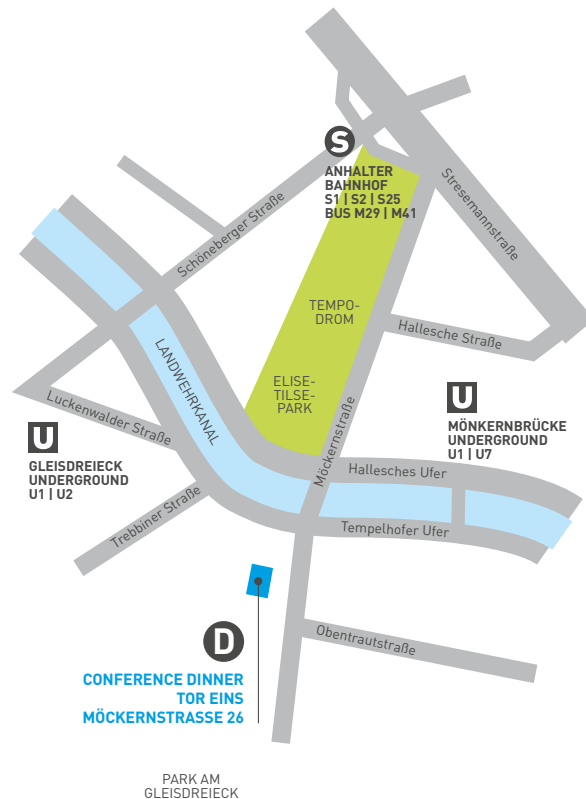 S
ANHALTER
BAHNHOF
S1 | S2 | S25
BUS M29 | M41
Stresemannstraße
Schöneberger Straße
TEMPO-
DROM
Hallesche Straße
LANDWEHRKANAL
ELISE-
TILSE-
PARK
Möckernstraße
Luckenwalder Straße
U
GLEISDREIECK
UNDERGROUND
U1 | U2
U
MÖNKERNBRÜCKE
UNDERGROUND
U1 | U7
Hallesches Ufer
Trebbiner Straße
Tempelhofer Ufer
D
CONFERENCE DINNER
TOR EINS
MÖCKERNSTRASSE 26
Obentrautstraße
PARK AM
GLEISDREIECK